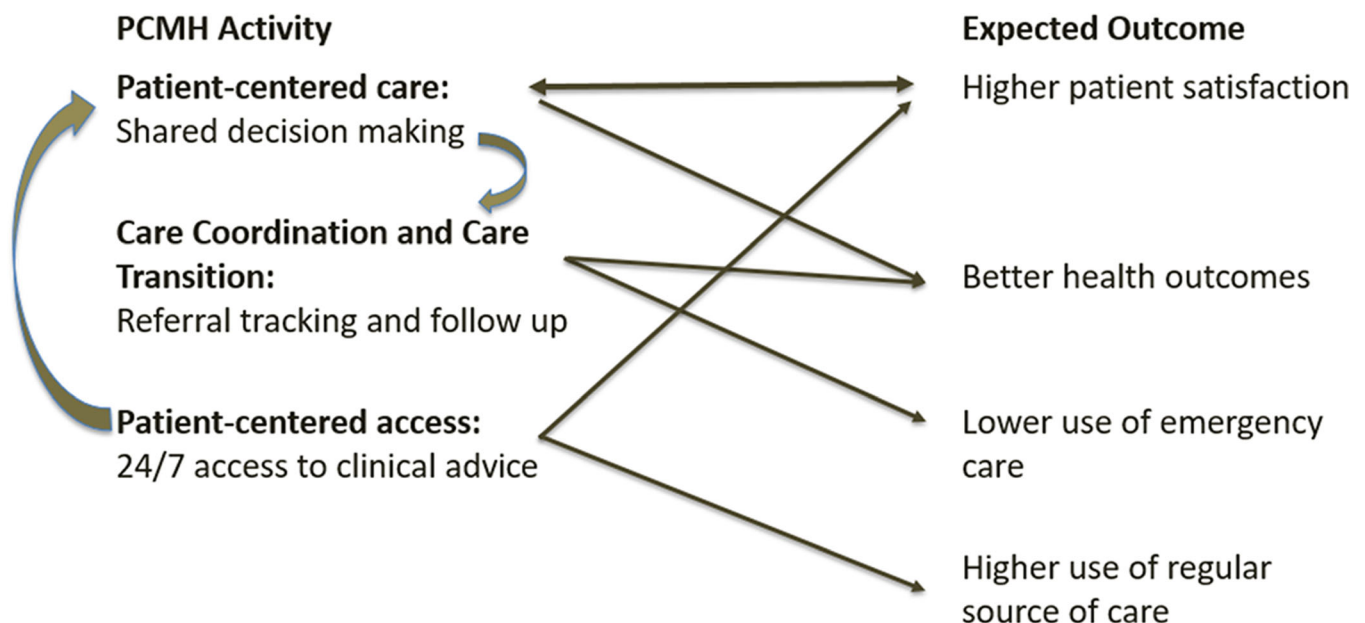 PCMH Activity
Patient-centered care:
Shared decision making
Care Coordination and Care
Transition:
Referral tracking and follow up
Patient-centered access:
24/7 access to clinical advice
Expected Outcome
Higher patient satisfaction
Better health outcomes
Lower use of emergency
care
Higher use of regular
source of care